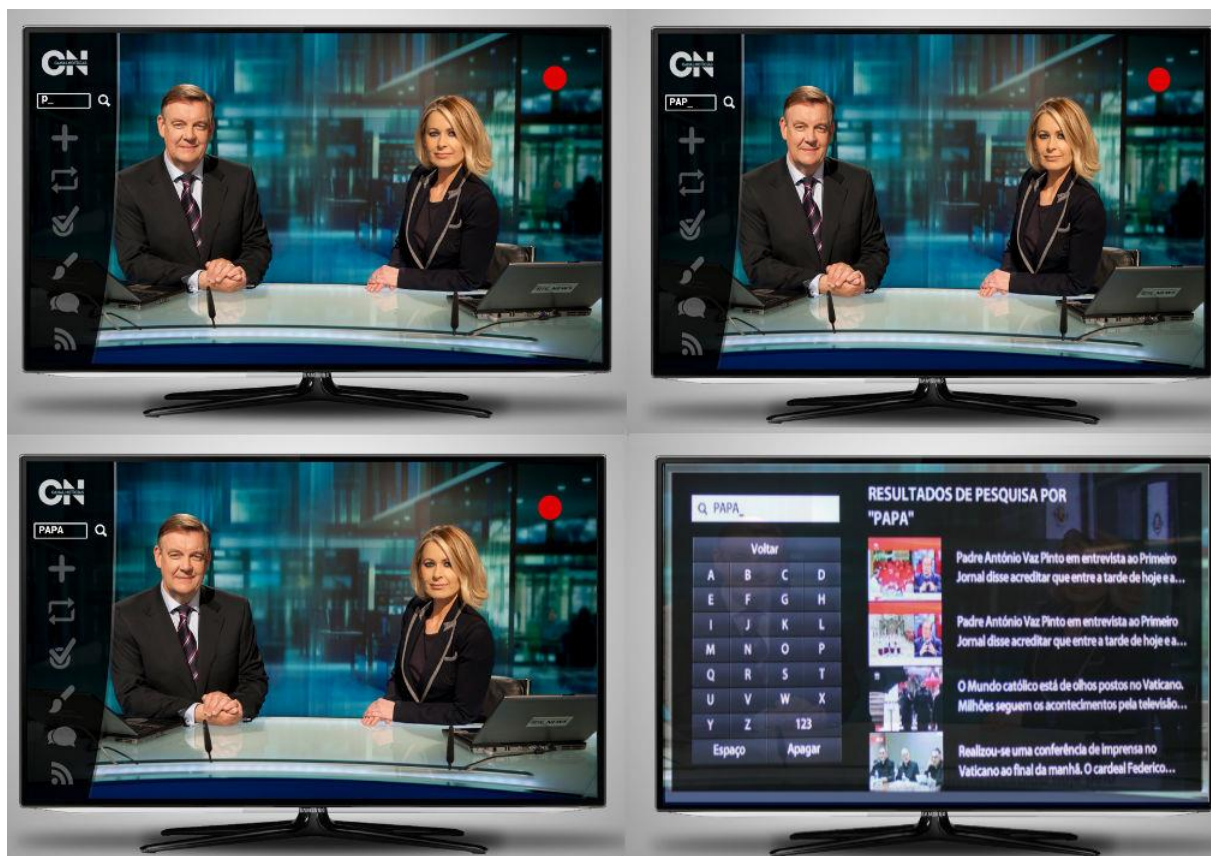 CN
P_
CN
PAP_
SAMSUNG
CN
PAPA
PAPA_
RESULTADOS DE PESQUISA POR
"PAPA"
Voltar
A B C D
E F G H
I J K L
M N O P
Q R S T
U V W X
Y Z 123
Espaço Apagar
Padre António Vaz Pinto em entrevista ao Primeiro
Jornal disse acreditar que entre a tarde de hoje e a...
Padre António Vaz Pinto em entrevista ao Primeiro
Jornal disse acreditar que entre a tarde de hoje e a...
O Mundo católico está de olhos postos no Vaticano.
Milhões seguem os acontecimentos pela televisão...
Realizou-se uma conferência de imprensa no
Vaticano ao final da manhã. O cardeal Federico...